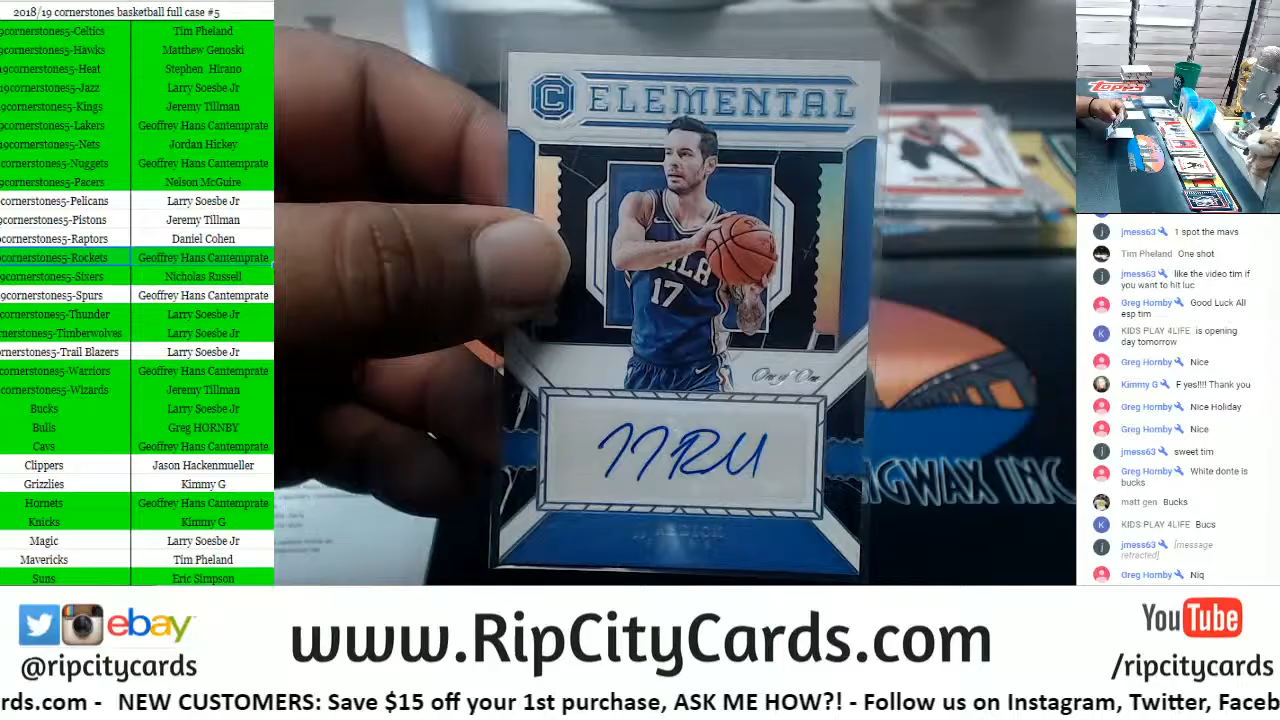 2018/19 cornerstones basketball full case #5
9cornerstones5-Celtics Tim Pheland
9cornerstones5-Hawks Matthew Genoski
19cornerstones5-Heat Stephen Hirano
19cornerstones5-Jazz Larry Soesbe Jr
9cornerstones5-Kings Jeremy Tillman
9cornerstones5-Lakers Geoffrey Hans Cantemprate
19cornerstones5-Nets Jordan Hickey
cornerstones5-Nuggets Geoffrey Hans Cantemprate
9cornerstones5-Pacers Nelson McGuire
cornerstones5-Pelicans Larry Soesbe Jr
cornerstones5-Pistons Jeremy Tillman
cornerstones5-Raptors Daniel Cohen
cornerstones5-Rockets Geoffrey Hans Cantemprate
9cornerstones5-Sixers Nicholas Russell
9cornerstones5-Spurs Geoffrey Hans Cantemprate
cornerstones5-Thunder Larry Soesbe Jr
rnerstones5-Timberwolves Larry Soesbe Jr
ornerstones5-Trail Blazers Larry Soesbe Jr
cornerstones5-Warriors Geoffrey Hans Cantemprate
cornerstones5-Wizards Jeremy Tillman
Bucks Larry Soesbe Jr
Bulls Greg HORNBY
Cavs Geoffrey Hans Cantemprate
Clippers Jason Hackenmueller
Grizzlies Kimmy G
Hornets Geoffrey Hans Cantemprate
Knicks Kimmy G
Magic Larry Soesbe Jr
Mavericks Tim Pheland
Suns Eric Simpson
C ELEMENTAL
PHILA
17
One of One
JJ RU
JJ REDICK
GWAX INC
Topps
jmess63 1 spot the mavs
Tim Pheland One shot
jmess63 like the video tim if
you want to hit luc
Greg Hornby Good Luck All
esp tim
KIDS PLAY 4LIFE is opening
day tomorrow
Greg Hornby Nice
Kimmy G F yes!!!! Thank you
Greg Hornby Nice Holiday
Greg Hornby Nice
jmess63 sweet tim
Greg Hornby White donte is
bucks
matt gen Bucks
KIDS PLAY 4LIFE Bucs
jmess63 [message
retracted]
Greg Hornby Niq
ebay
@ripcitycards
www.RipCityCards.com
YouTube
/ripcitycards
rds.com - NEW CUSTOMERS: Save $15 off your 1st purchase, ASK ME HOW?! - Follow us on Instagram, Twitter, Faceb